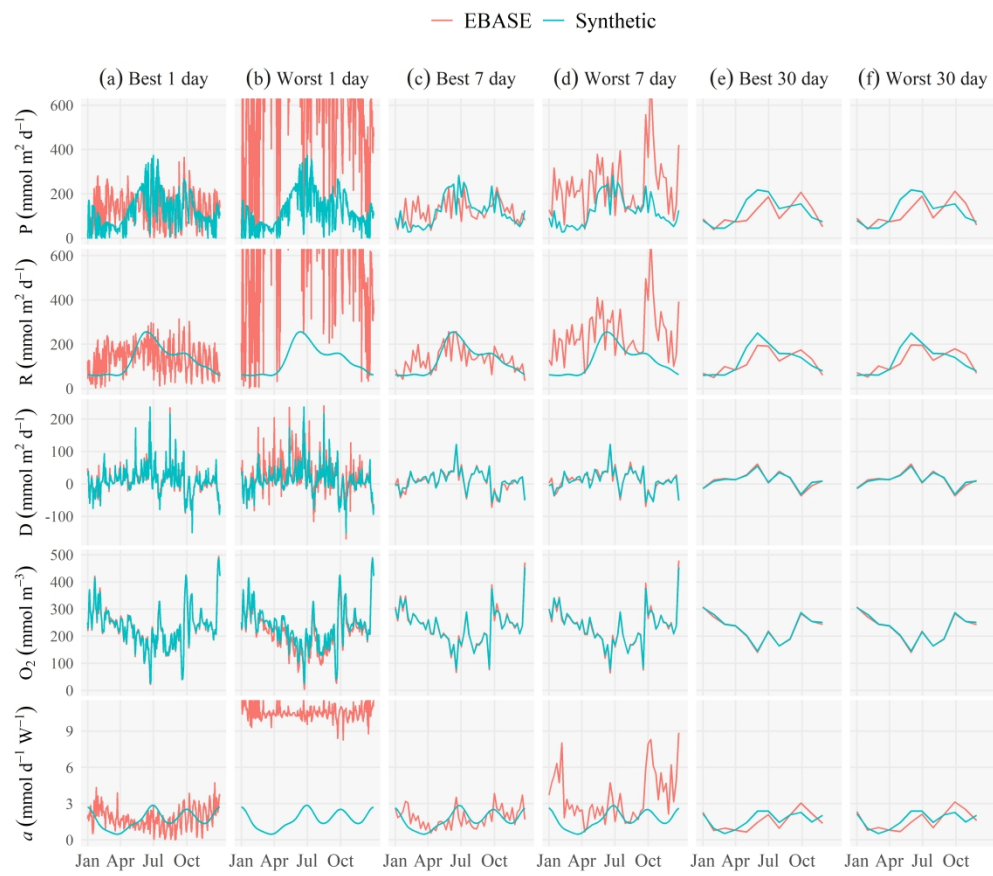 EBASE Synthetic
(a) Best 1 day (b) Worst 1 day (c) Best 7 day (d) Worst 7 day (e) Best 30 day (f) Worst 30 day
P (mmol m² d⁻¹)
600
400
200
0
R (mmol m² d⁻¹)
600
400
200
0
D (mmol m² d⁻¹)
200
100
0
-100
O₂ (mmol m⁻³)
500
400
300
200
100
0
a (mmol d⁻¹ W⁻¹)
9
6
3
0
Jan Apr Jul Oct Jan Apr Jul Oct Jan Apr Jul Oct Jan Apr Jul Oct Jan Apr Jul Oct Jan Apr Jul Oct